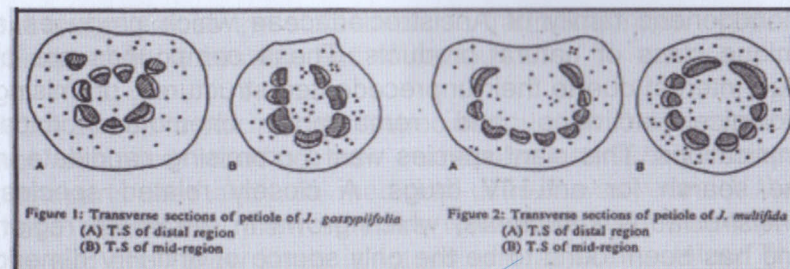 A
B
A
B
Figure 1: Transverse sections of petiole of J. gossypiifolia
(A) T.S of distal region
(B) T.S of mid-region
Figure 2: Transverse sections of petiole of J. multifida
(A) T.S of distal region
(B) T.S of mid-region